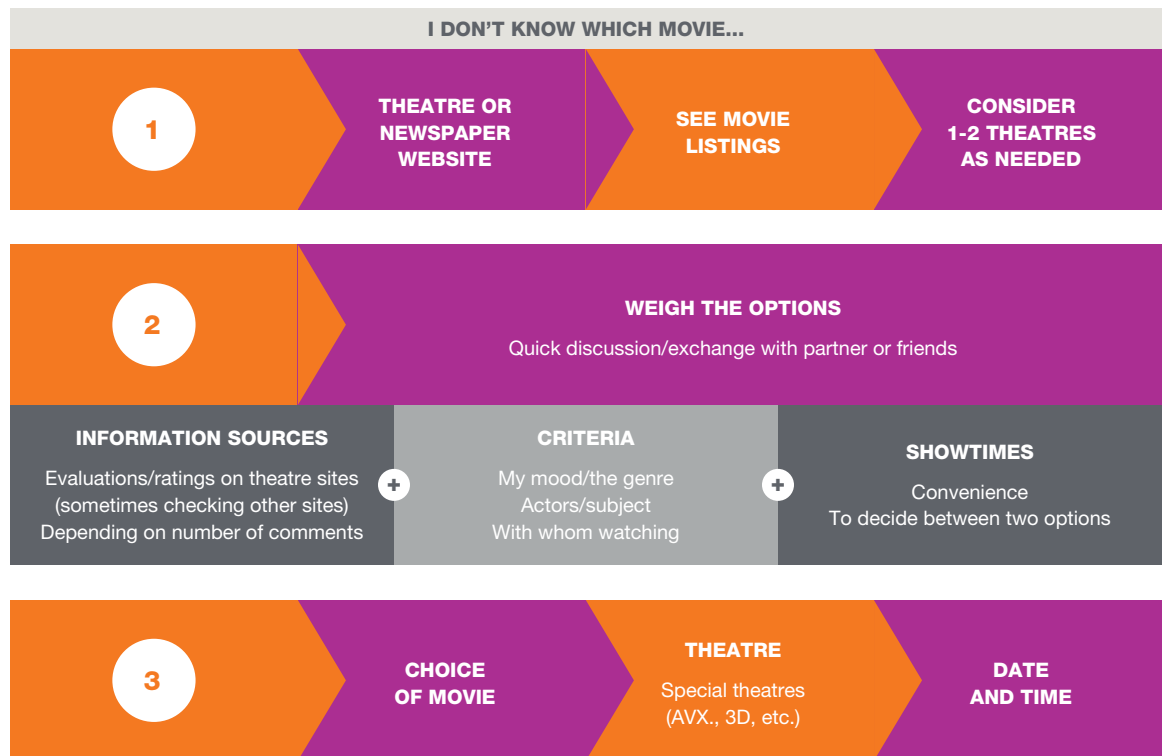 I DON’T KNOW WHICH MOVIE...
1
THEATRE OR
NEWSPAPER
WEBSITE
SEE MOVIE
LISTINGS
CONSIDER
1-2 THEATRES
AS NEEDED
2
WEIGH THE OPTIONS
Quick discussion/exchange with partner or friends
INFORMATION SOURCES
Evaluations/ratings on theatre sites
(sometimes checking other sites)
Depending on number of comments
+
CRITERIA
My mood/the genre
Actors/subject
With whom watching
+
SHOWTIMES
Convenience
To decide between two options
3
CHOICE
OF MOVIE
THEATRE
Special theatres
(AVX., 3D, etc.)
DATE
AND TIME